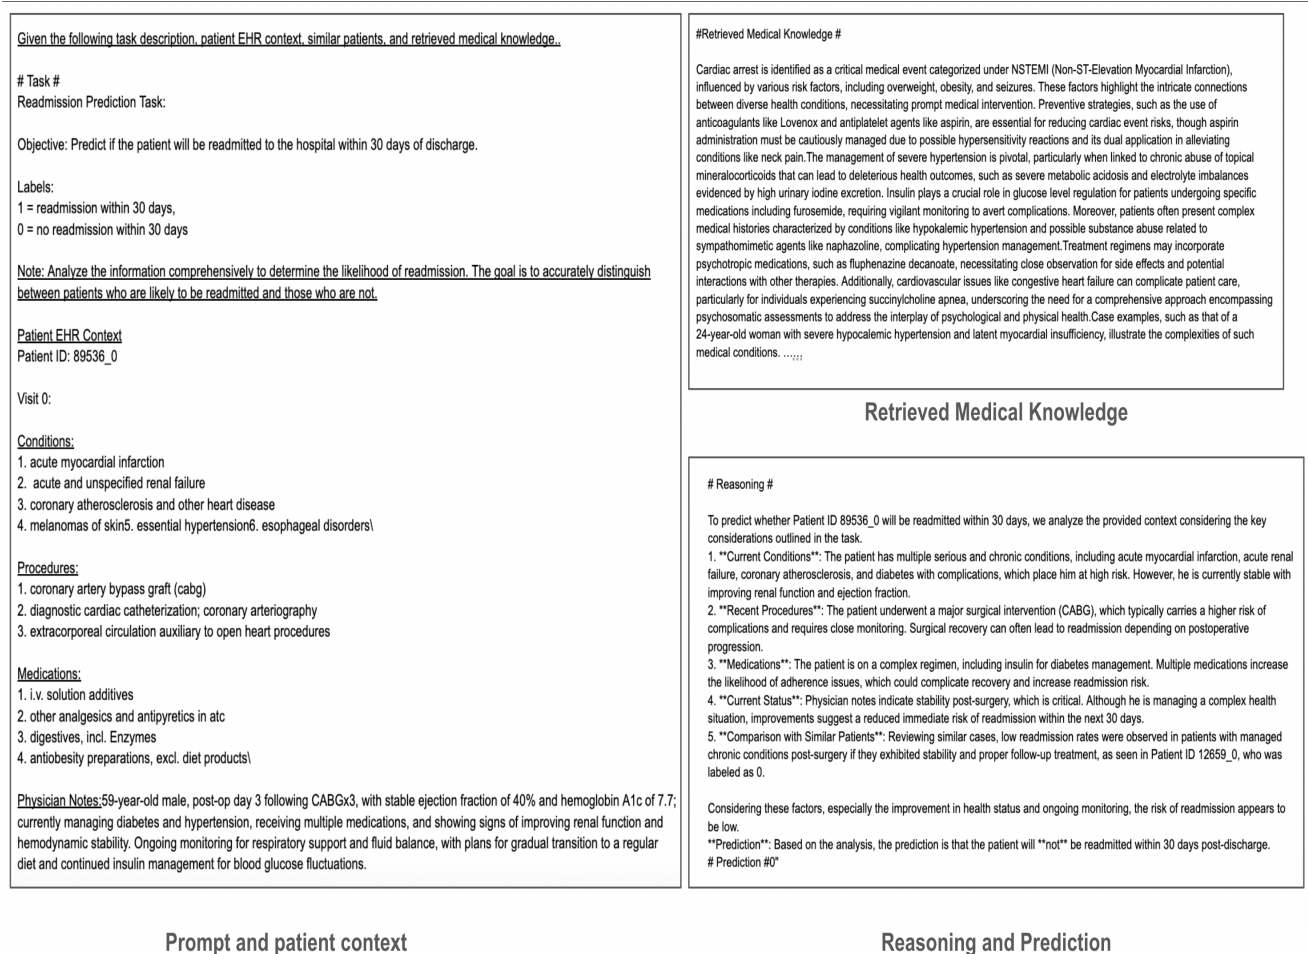 Given the following task description, patient EHR context, similar patients, and retrieved medical knowledge..
# Task #
Readmission Prediction Task:
Objective: Predict if the patient will be readmitted to the hospital within 30 days of discharge.
Labels:
1 = readmission within 30 days,
0 = no readmission within 30 days
Note: Analyze the information comprehensively to determine the likelihood of readmission. The goal is to accurately distinguish
between patients who are likely to be readmitted and those who are not.
Patient EHR Context
Patient ID: 89536_0
Visit 0:
Conditions:
1. acute myocardial infarction
2. acute and unspecified renal failure
3. coronary atherosclerosis and other heart disease
4. melanomas of skin5. essential hypertension6. esophageal disorders\
Procedures:
1. coronary artery bypass graft (cabg)
2. diagnostic cardiac catheterization; coronary arteriography
3. extracorporeal circulation auxiliary to open heart procedures
Medications:
1. i.v. solution additives
2. other analgesics and antipyretics in atc
3. digestives, incl. Enzymes
4. antiobesity preparations, excl. diet products\
Physician Notes:59-year-old male, post-op day 3 following CABGx3, with stable ejection fraction of 40% and hemoglobin A1c of 7.7;
currently managing diabetes and hypertension, receiving multiple medications, and showing signs of improving renal function and
hemodynamic stability. Ongoing monitoring for respiratory support and fluid balance, with plans for gradual transition to a regular
diet and continued insulin management for blood glucose fluctuations.
Prompt and patient context
#Retrieved Medical Knowledge #
Cardiac arrest is identified as a critical medical event categorized under NSTEMI (Non-ST-Elevation Myocardial Infarction),
influenced by various risk factors, including overweight, obesity, and seizures. These factors highlight the intricate connections
between diverse health conditions, necessitating prompt medical intervention. Preventive strategies, such as the use of
anticoagulants like Lovenox and antiplatelet agents like aspirin, are essential for reducing cardiac event risks, though aspirin
administration must be cautiously managed due to possible hypersensitivity reactions and its dual application in alleviating
conditions like neck pain.The management of severe hypertension is pivotal, particularly when linked to chronic abuse of topical
mineralocorticoids that can lead to deleterious health outcomes, such as severe metabolic acidosis and electrolyte imbalances
evidenced by high urinary iodine excretion. Insulin plays a crucial role in glucose level regulation for patients undergoing specific
medications including furosemide, requiring vigilant monitoring to avert complications. Moreover, patients often present complex
medical histories characterized by conditions like hypokalemic hypertension and possible substance abuse related to
sympathomimetic agents like naphazoline, complicating hypertension management.Treatment regimens may incorporate
psychotropic medications, such as fluphenazine decanoate, necessitating close observation for side effects and potential
interactions with other therapies. Additionally, cardiovascular issues like congestive heart failure can complicate patient care,
particularly for individuals experiencing succinylcholine apnea, underscoring the need for a comprehensive approach encompassing
psychosomatic assessments to address the interplay of psychological and physical health.Case examples, such as that of a
24-year-old woman with severe hypocalemic hypertension and latent myocardial insufficiency, illustrate the complexities of such
medical conditions. ...,,,
Retrieved Medical Knowledge
# Reasoning #
To predict whether Patient ID 89536_0 will be readmitted within 30 days, we analyze the provided context considering the key
considerations outlined in the task.
1. **Current Conditions**: The patient has multiple serious and chronic conditions, including acute myocardial infarction, acute renal
failure, coronary atherosclerosis, and diabetes with complications, which place him at high risk. However, he is currently stable with
improving renal function and ejection fraction.
2. **Recent Procedures**: The patient underwent a major surgical intervention (CABG), which typically carries a higher risk of
complications and requires close monitoring. Surgical recovery can often lead to readmission depending on postoperative
progression.
3. **Medications**: The patient is on a complex regimen, including insulin for diabetes management. Multiple medications increase
the likelihood of adherence issues, which could complicate recovery and increase readmission risk.
4. **Current Status**: Physician notes indicate stability post-surgery, which is critical. Although he is managing a complex health
situation, improvements suggest a reduced immediate risk of readmission within the next 30 days.
5. **Comparison with Similar Patients**: Reviewing similar cases, low readmission rates were observed in patients with managed
chronic conditions post-surgery if they exhibited stability and proper follow-up treatment, as seen in Patient ID 12659_0, who was
labeled as 0.
Considering these factors, especially the improvement in health status and ongoing monitoring, the risk of readmission appears to
be low.
**Prediction**: Based on the analysis, the prediction is that the patient will **not** be readmitted within 30 days post-discharge.
# Prediction #0"
Reasoning and Prediction